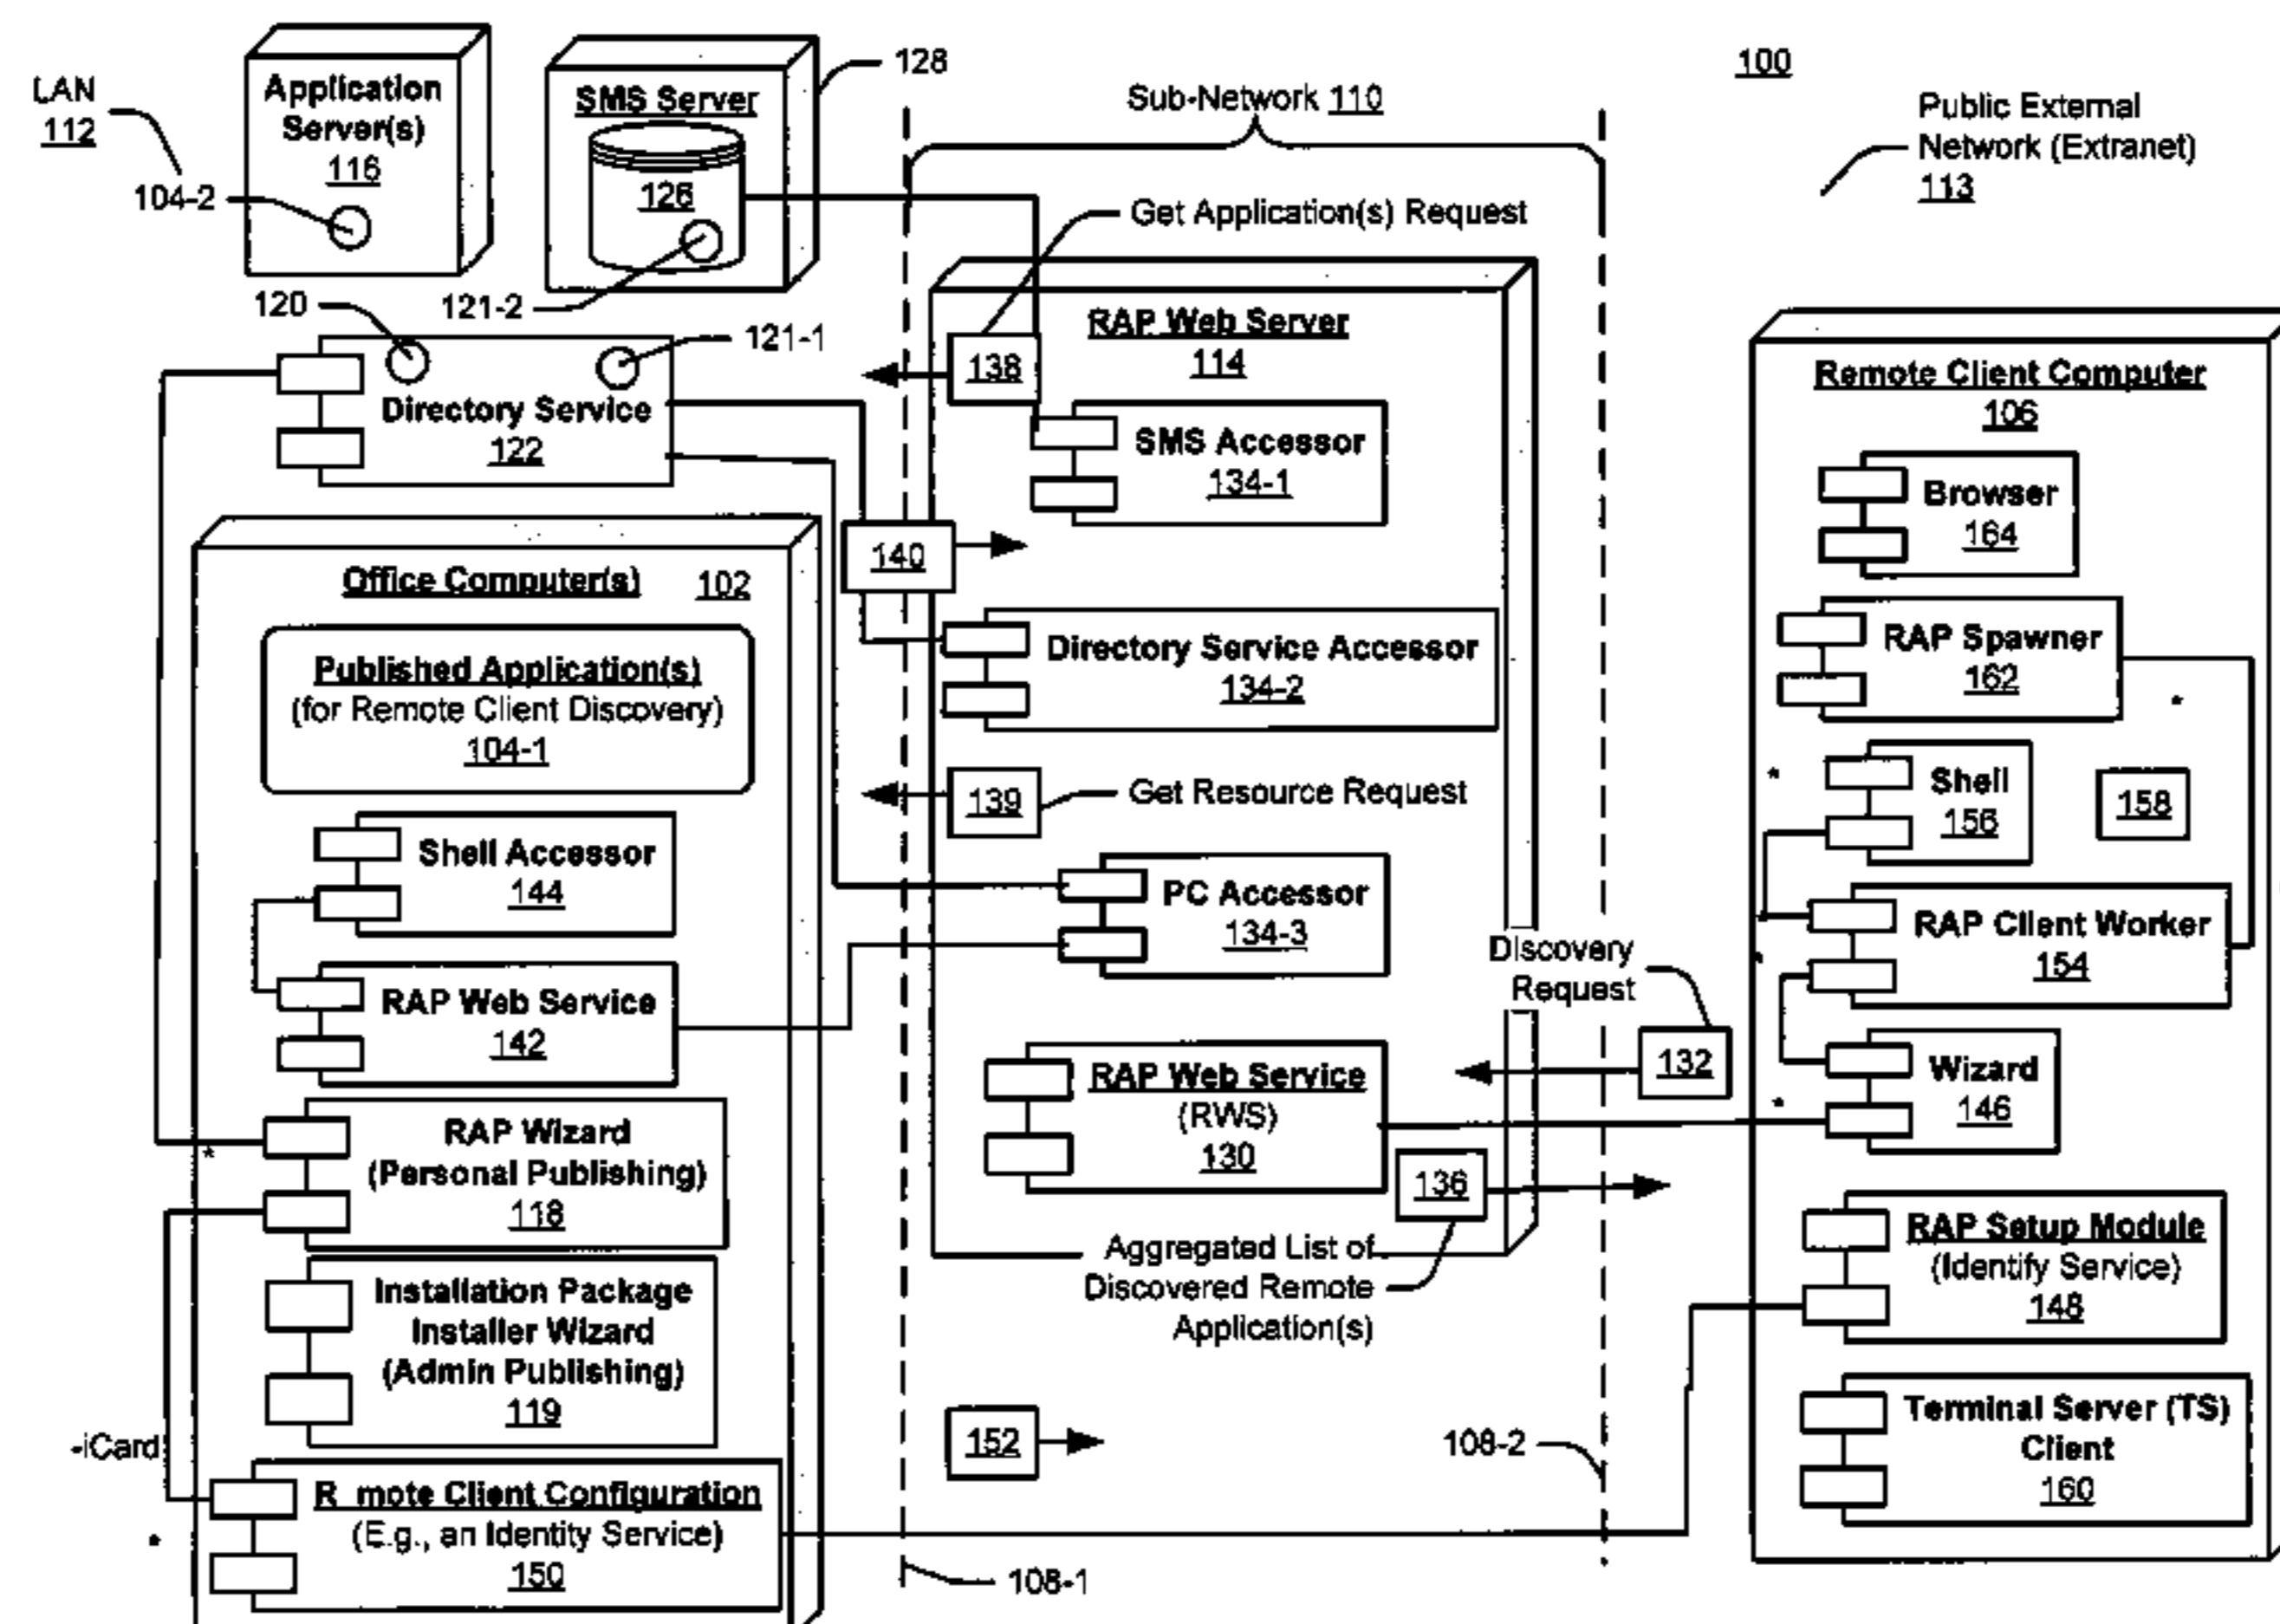 LAN
112
104-2
Application
Server(s)
116
SMS Server
126
128
121-2
120
121-1
Directory Service
122
Office Computer(s) 102
Published Application(s)
(for Remote Client Discovery)
104-1
Shell Accessor
144
RAP Web Service
142
RAP Wizard
(Personal Publishing)
118
*
Installation Package
Installer Wizard
(Admin Publishing)
119
-iCard
R mote Client Configuration
(E.g., an Identity Service)
150
*
Sub-Network 110
Get Application(s) Request
138
RAP Web Server
114
SMS Accessor
134-1
140
Directory Service Accessor
134-2
139
Get Resource Request
PC Accessor
134-3
Discovery
Request
132
RAP Web Service
(RWS)
130
136
Aggregated List of
Discovered Remote
Application(s)
152
108-1
108-2
100
Public External
Network (Extranet)
113
Remote Client Computer
106
Browser
164
RAP Spawner
162
*
*
Shell
156
158
RAP Client Worker
154
*
Wizard
146
*
RAP Setup Module
(Identify Service)
148
Terminal Server (TS)
Client
160